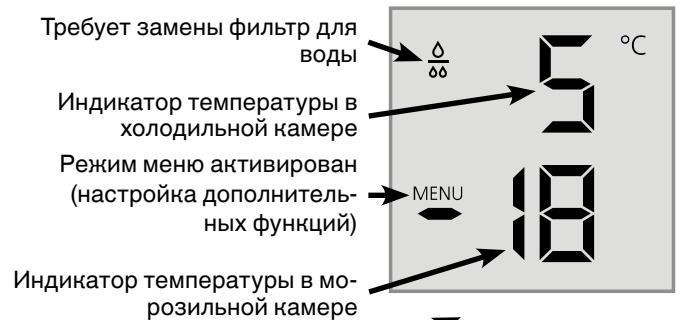 Требует замены фильтр для
воды
°C
5
Индикатор температуры в
холодильной камере
Режим меню активирован
(настройка дополнитель-
ных функций)
MENU
-18
Индикатор температуры в мо-
розильной камере